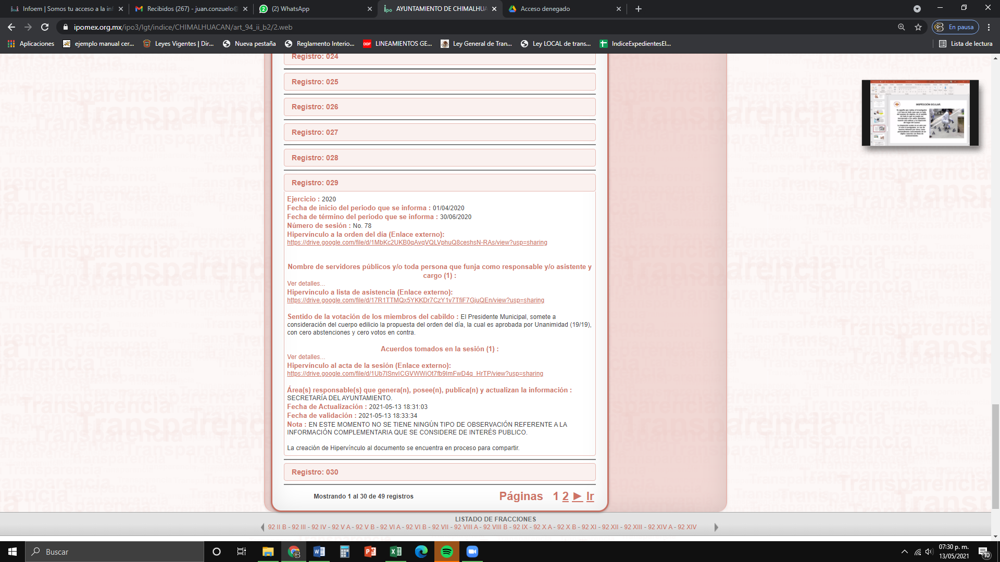 Infoem | Somos tu acceso a la inf
Recibidos (267) - juan.conzuelo@
(2) WhatsApp
AYUNTAMIENTO DE CHIMALHUA
Acceso denegado
ipomex.org.mx/ipo3/lgt/indice/CHIMALHUACAN/art_94_ii_b2/2.web
En pausa
Aplicaciones
ejemplo manual cer...
Leyes Vigentes | Dir...
Nueva pestaña
Reglamento Interio...
LINEAMIENTOS GE...
Ley General de Tran...
Ley LOCAL de trans...
IndiceExpedientesEl...
Lista de lectura
Registro: 024
Registro: 025
Registro: 026
Registro: 027
Registro: 028
Registro: 029
Ejercicio : 2020
Fecha de inicio del periodo que se informa : 01/04/2020
Fecha de término del periodo que se informa : 30/06/2020
Número de sesión : No. 78
Hipervínculo a la orden del día (Enlace externo):
https://drive.google.com/file/d/1MbKc2UKB0qAvqVQLVphuQ8ceshsN-RAs/view?usp=sharing
Nombre de servidores públicos y/o toda persona que funja como responsable y/o asistente y
cargo (1) :
Ver detalles...
Hipervínculo a lista de asistencia (Enlace externo):
https://drive.google.com/file/d/17R1TTMQx5YKKDr7CzY1v7TfiF7GjuQEn/view?usp=sharing
Sentido de la votación de los miembros del cabildo : El Presidente Municipal, somete a
consideración del cuerpo edilicio la propuesta del orden del día, la cual es aprobada por Unanimidad (19/19),
con cero abstenciones y cero votos en contra.
Acuerdos tomados en la sesión (1) :
Ver detalles...
Hipervínculo al acta de la sesión (Enlace externo):
https://drive.google.com/file/d/1Ub7lSnvICGVWWiOt7fb9ImFwD4q_HrTP/view?usp=sharing
Área(s) responsable(s) que genera(n), posee(n), publica(n) y actualizan la información :
SECRETARÍA DEL AYUNTAMIENTO.
Fecha de Actualización : 2021-05-13 18:31:03
Fecha de validación : 2021-05-13 18:33:34
Nota : EN ESTE MOMENTO NO SE TIENE NINGÚN TIPO DE OBSERVACIÓN REFERENTE A LA
INFORMACIÓN COMPLEMENTARIA QUE SE CONSIDERE DE INTERÉS PUBLICO.
La creación de Hipervínculo al documento se encuentra en proceso para compartir.
Registro: 030
Mostrando 1 al 30 de 49 registros
Páginas 1 2 ► Ir
LISTADO DE FRACCIONES
92 II B - 92 III - 92 IV - 92 V A - 92 V B - 92 VI A - 92 VI B - 92 VII - 92 VIII A - 92 VIII B - 92 IX - 92 X A - 92 X B - 92 XI - 92 XII - 92 XIII - 92 XIV A - 92 XIV
INSPECCIÓN OCULAR
Buscar
07:30 p. m.
13/05/2021
10